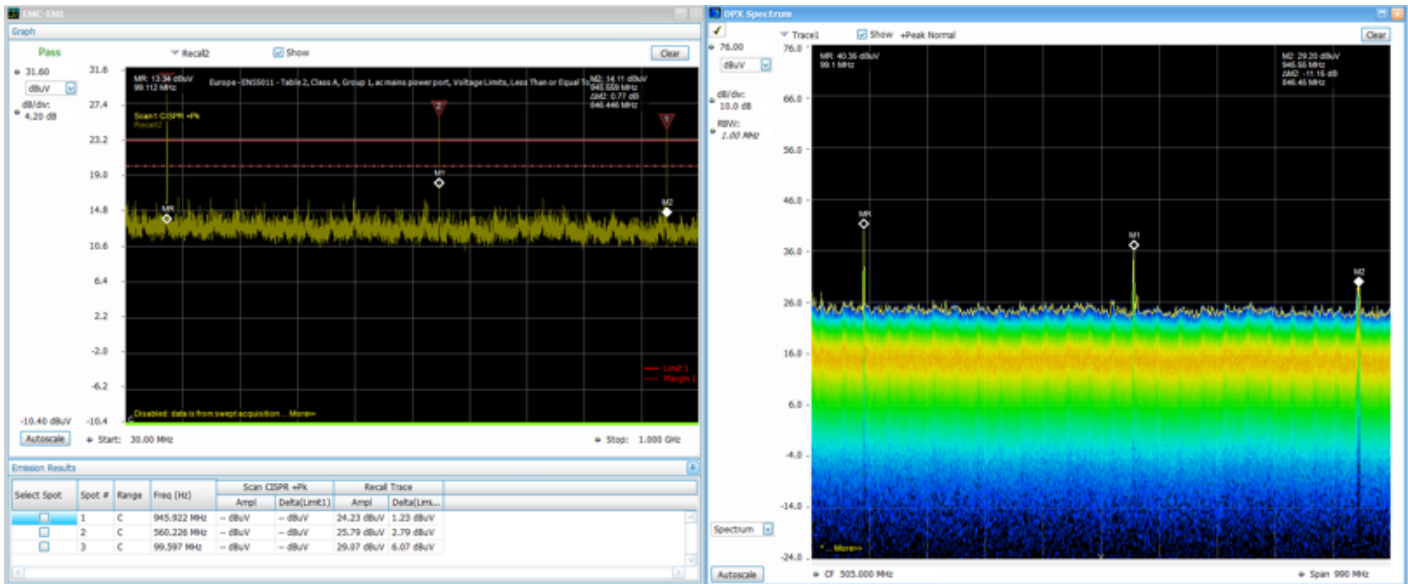 EMC-EMI
Graph
Pass
Recall2
Show
Clear
31.60
dBuV
dB/div:
4.20 dB
31.6
27.4
23.2
19.0
14.8
10.6
6.4
2.2
-2.0
-6.2
-10.4
-10.40 dBuV
Autoscale
MR: 13.34 dBuV
99.112 MHz
Europe - EN55011 - Table 2, Class A, Group 1, ac mains power port, Voltage Limits, Less Than or Equal To
M2: 14.11 dBuV
945.559 MHz
ΔM2: 0.77 dB
846.446 MHz
Scan1 CISPR +Pk
Recall2
2
1
MR
M1
M2
Limit 1
Margin 1
C
Disabled: data is from swept acquisition ... More>>
Start: 30.00 MHz
Stop: 1.000 GHz
Emission Results
Select Spot Spot # Range Freq (Hz) Scan CISPR +Pk Recall Trace
Ampl Delta(Limit1) Ampl Delta(Lim...
1 C 945.922 MHz -- dBuV -- dBuV 24.23 dBuV 1.23 dBuV
2 C 560.226 MHz -- dBuV -- dBuV 25.79 dBuV 2.79 dBuV
3 C 99.597 MHz -- dBuV -- dBuV 29.07 dBuV 6.07 dBuV
DPX Spectrum
Trace1
Show
+Peak Normal
Clear
76.00
dBuV
dB/div:
10.0 dB
RBW:
1.00 MHz
76.0
66.0
56.0
46.0
36.0
26.0
16.0
6.0
-4.0
-14.0
-24.0
MR: 40.36 dBuV
99.1 MHz
M2: 29.20 dBuV
945.55 MHz
ΔM2: -11.16 dB
846.45 MHz
MR
M1
M2
Spectrum
* ... More>>
Autoscale
CF 505.000 MHz
Span 990 MHz